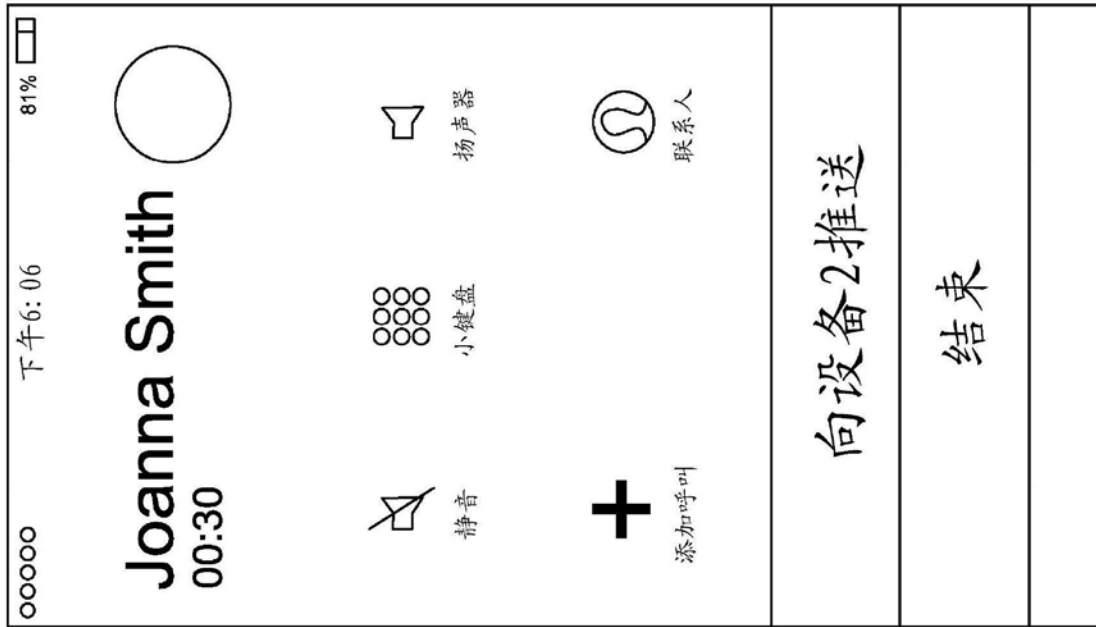 下午6:06 81%
Joanna Smith
00:30
静音 小键盘 扬声器
添加呼叫 联系人
向设备2推送
结束